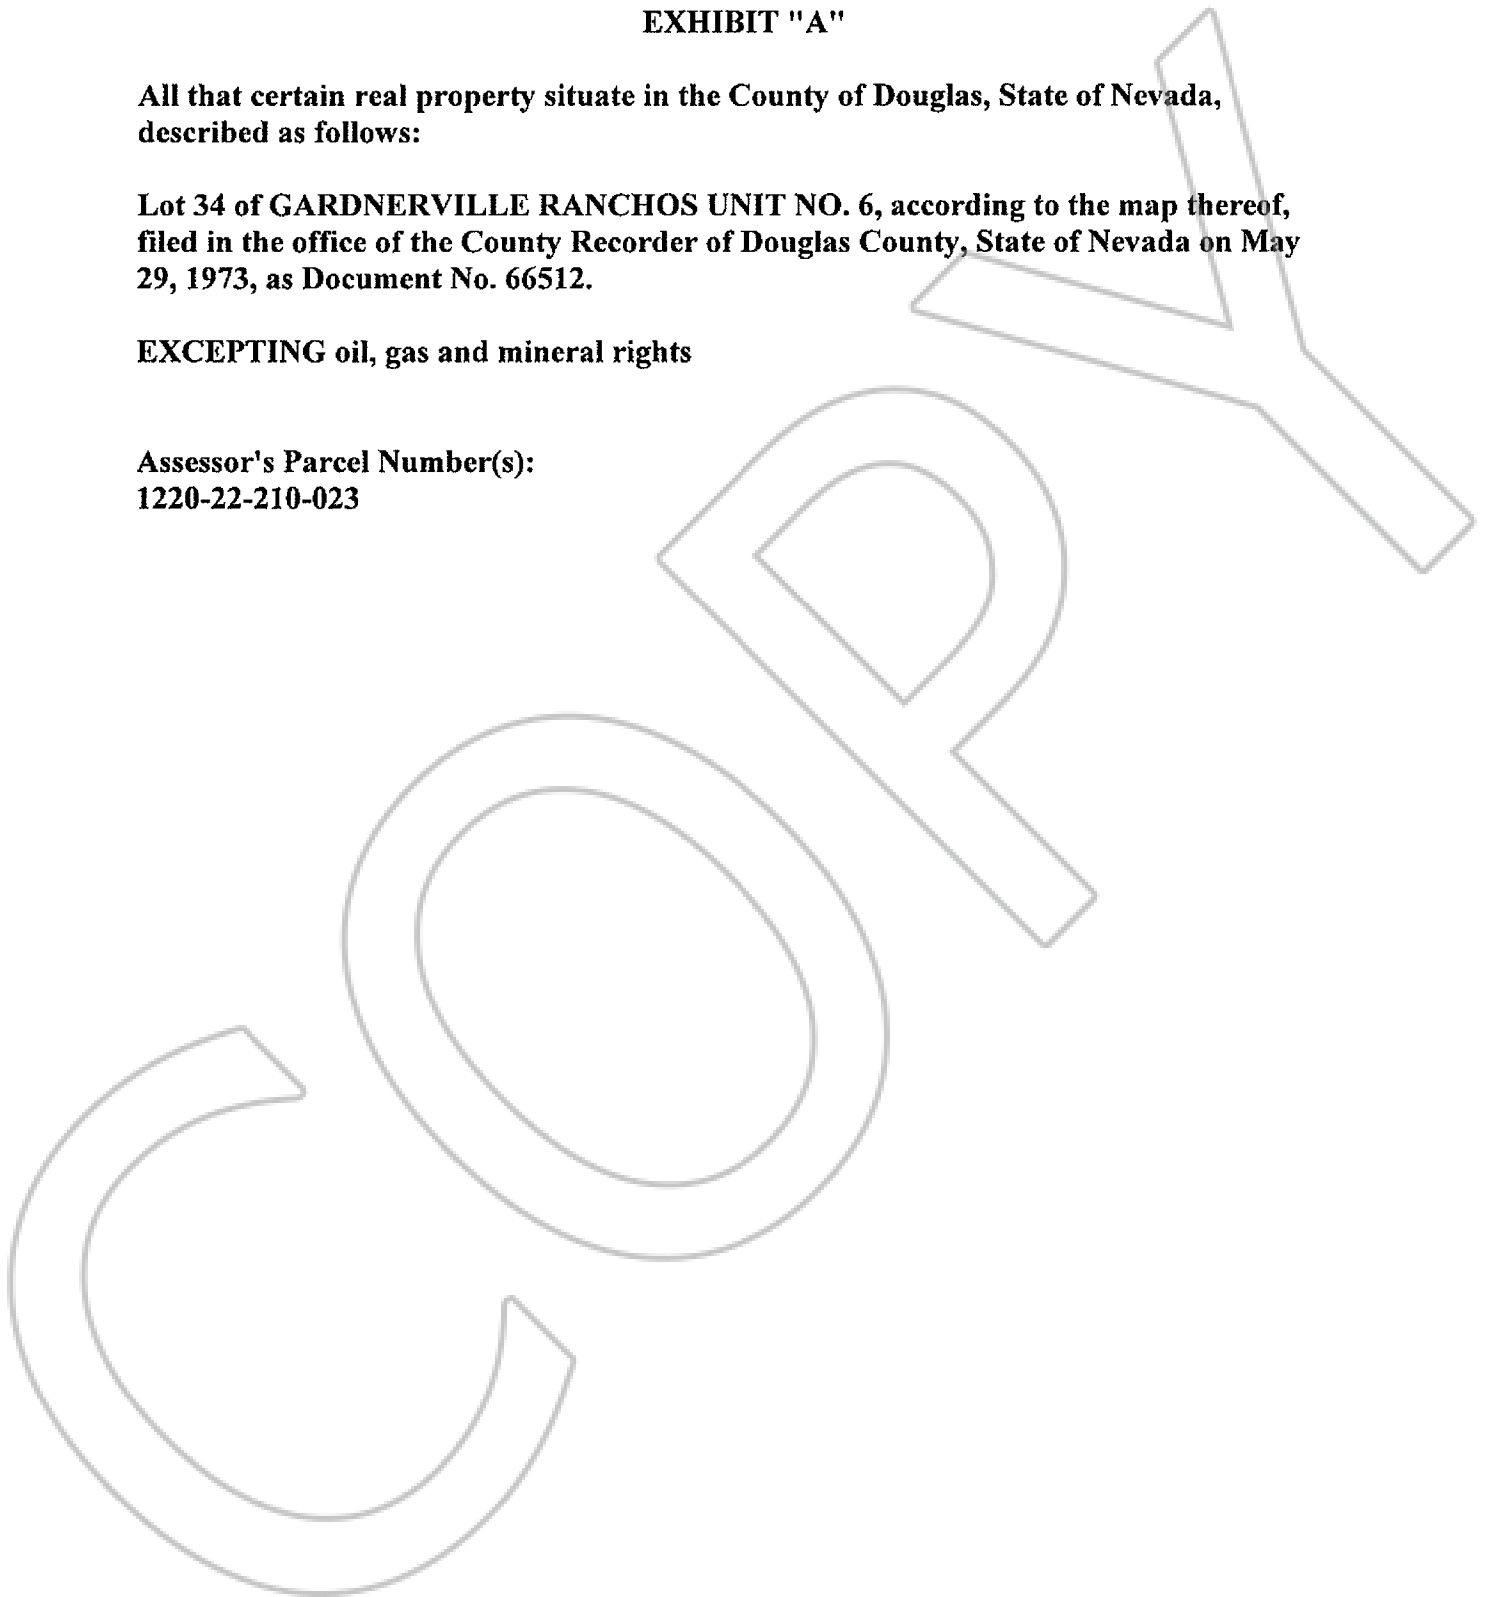 EXHIBIT "A"
All that certain real property situate in the County of Douglas, State of Nevada,
described as follows:
Lot 34 of GARDNERVILLE RANCHOS UNIT NO. 6, according to the map thereof,
filed in the office of the County Recorder of Douglas County, State of Nevada on May
29, 1973, as Document No. 66512.
EXCEPTING oil, gas and mineral rights
Assessor's Parcel Number(s):
1220-22-210-023
COPY